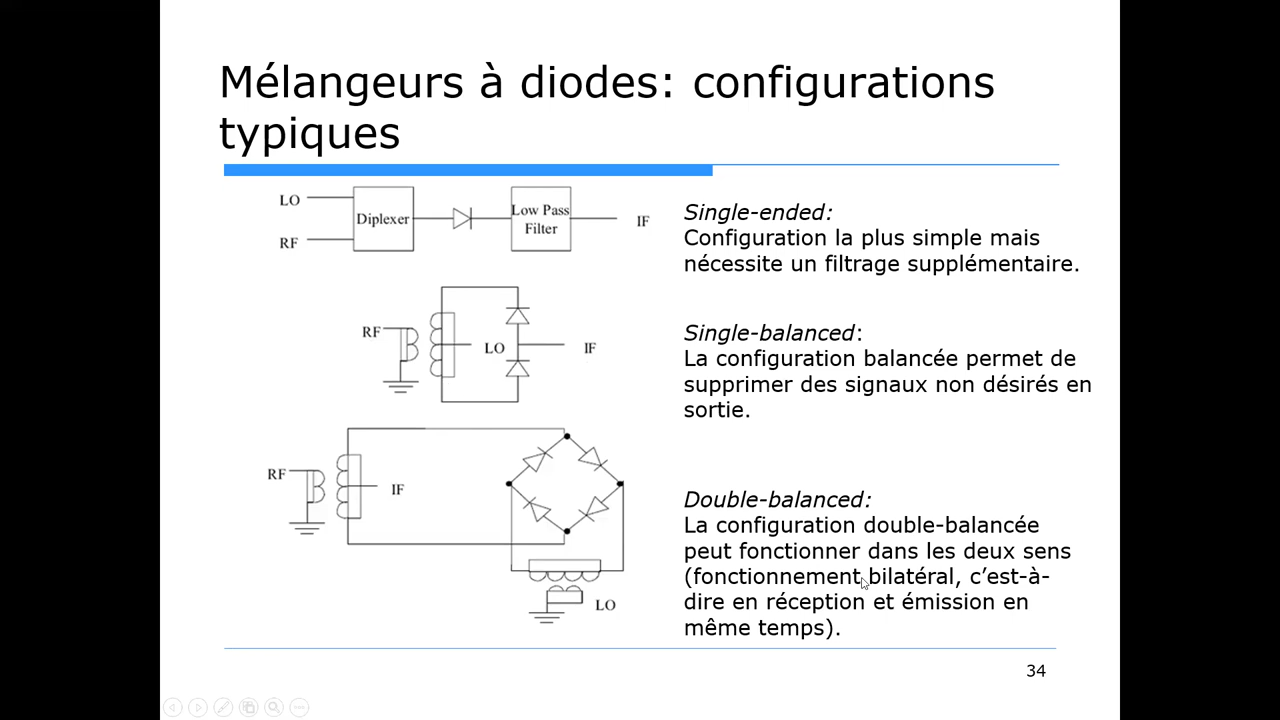 Mélangeurs à diodes: configurations
typiques
LO
Diplexer
Low Pass
Filter
IF
RF
Single-ended:
Configuration la plus simple mais
nécessite un filtrage supplémentaire.
RF
LO
IF
Single-balanced:
La configuration balancée permet de
supprimer des signaux non désirés en
sortie.
RF
IF
LO
Double-balanced:
La configuration double-balancée
peut fonctionner dans les deux sens
(fonctionnement bilatéral, c’est-à-
dire en réception et émission en
même temps).
34